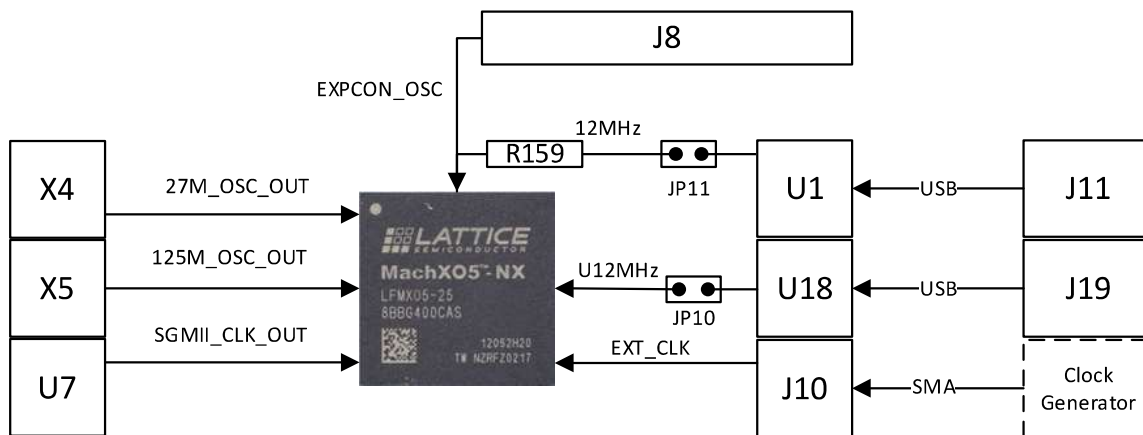 J8
EXPCON_OSC
12MHz
R159
JP11
X4
27M_OSC_OUT
U1
USB
J11
LATTICE
SEMICONDUCTOR
MachXO5™-NX
LFMXO5-25
8BBG400CAS
12052H20
TW NZRFZ0217
X5
125M_OSC_OUT
U12MHz
JP10
U18
USB
J19
U7
SGMII_CLK_OUT
EXT_CLK
J10
SMA
Clock
Generator